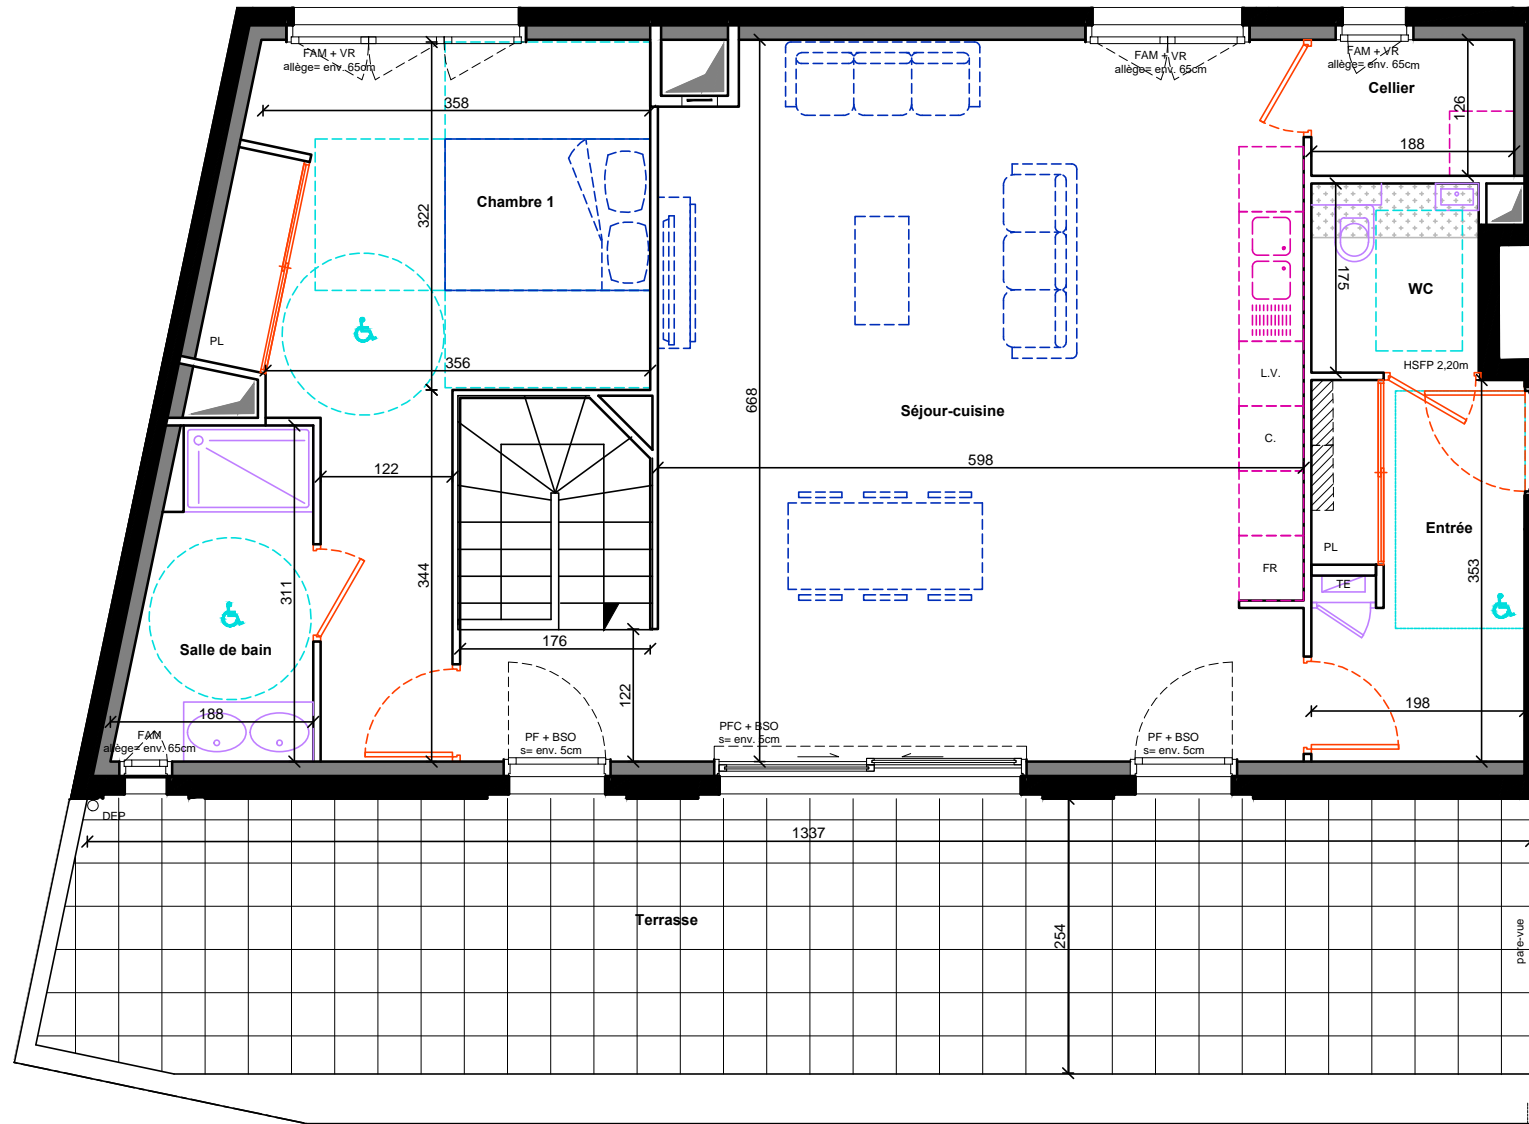 FAM + VR
allège= env. 65cm
FAM + VR
allège= env. 65cm
FAM + VR
allège= env. 65cm
Cellier
358
126
188
Chambre 1
322
175
WC
PL
356
HSFP 2,20m
L.V.
668
Séjour-cuisine
C.
598
122
Entrée
PL
FR
TE
353
311
344
176
Salle de bain
122
188
198
FAM
allège= env. 65cm
PF + BSO
s= env. 5cm
PFC + BSO
s= env. 5cm
PF + BSO
s= env. 5cm
DEP
1337
Terrasse
254
pare-vue